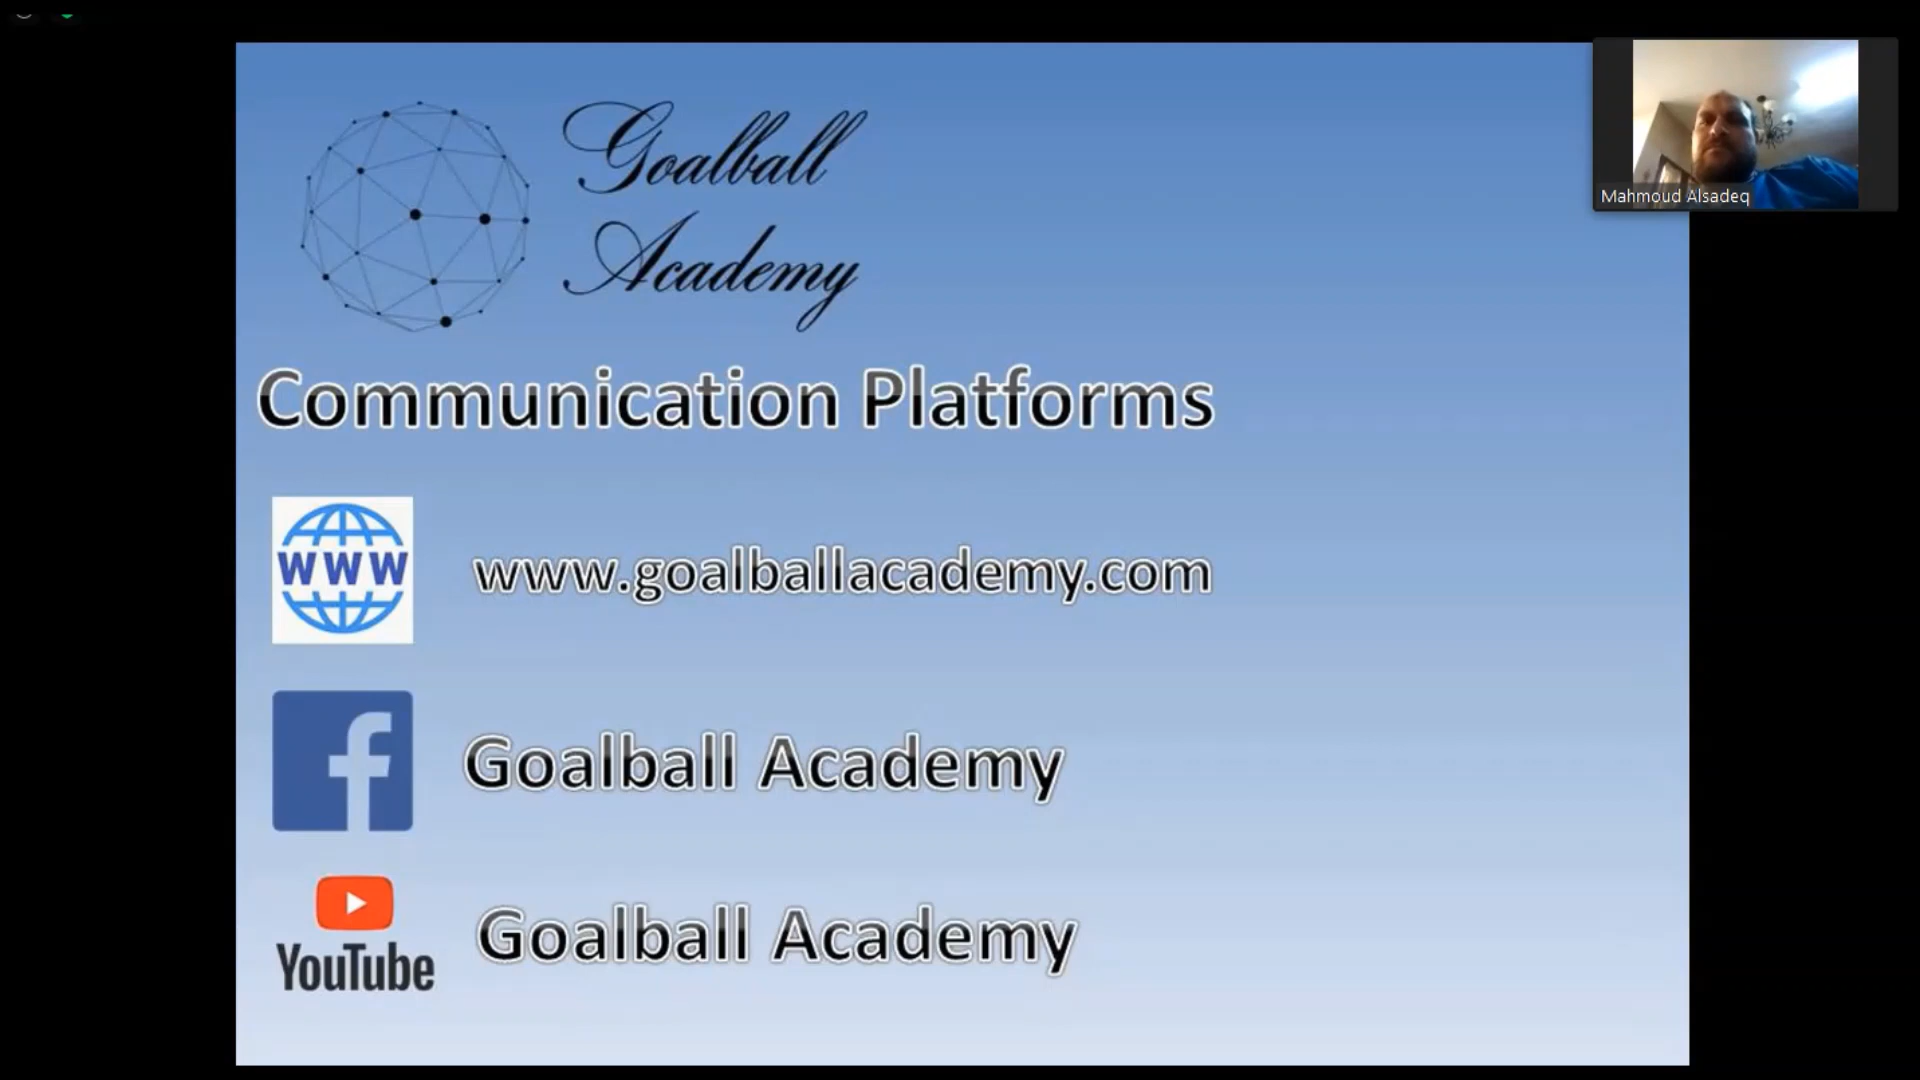 Goalball
Academy
Mahmoud Alsadeq
Communication Platforms
WWW
www.goalballacademy.com
f
Goalball Academy
YouTube
Goalball Academy